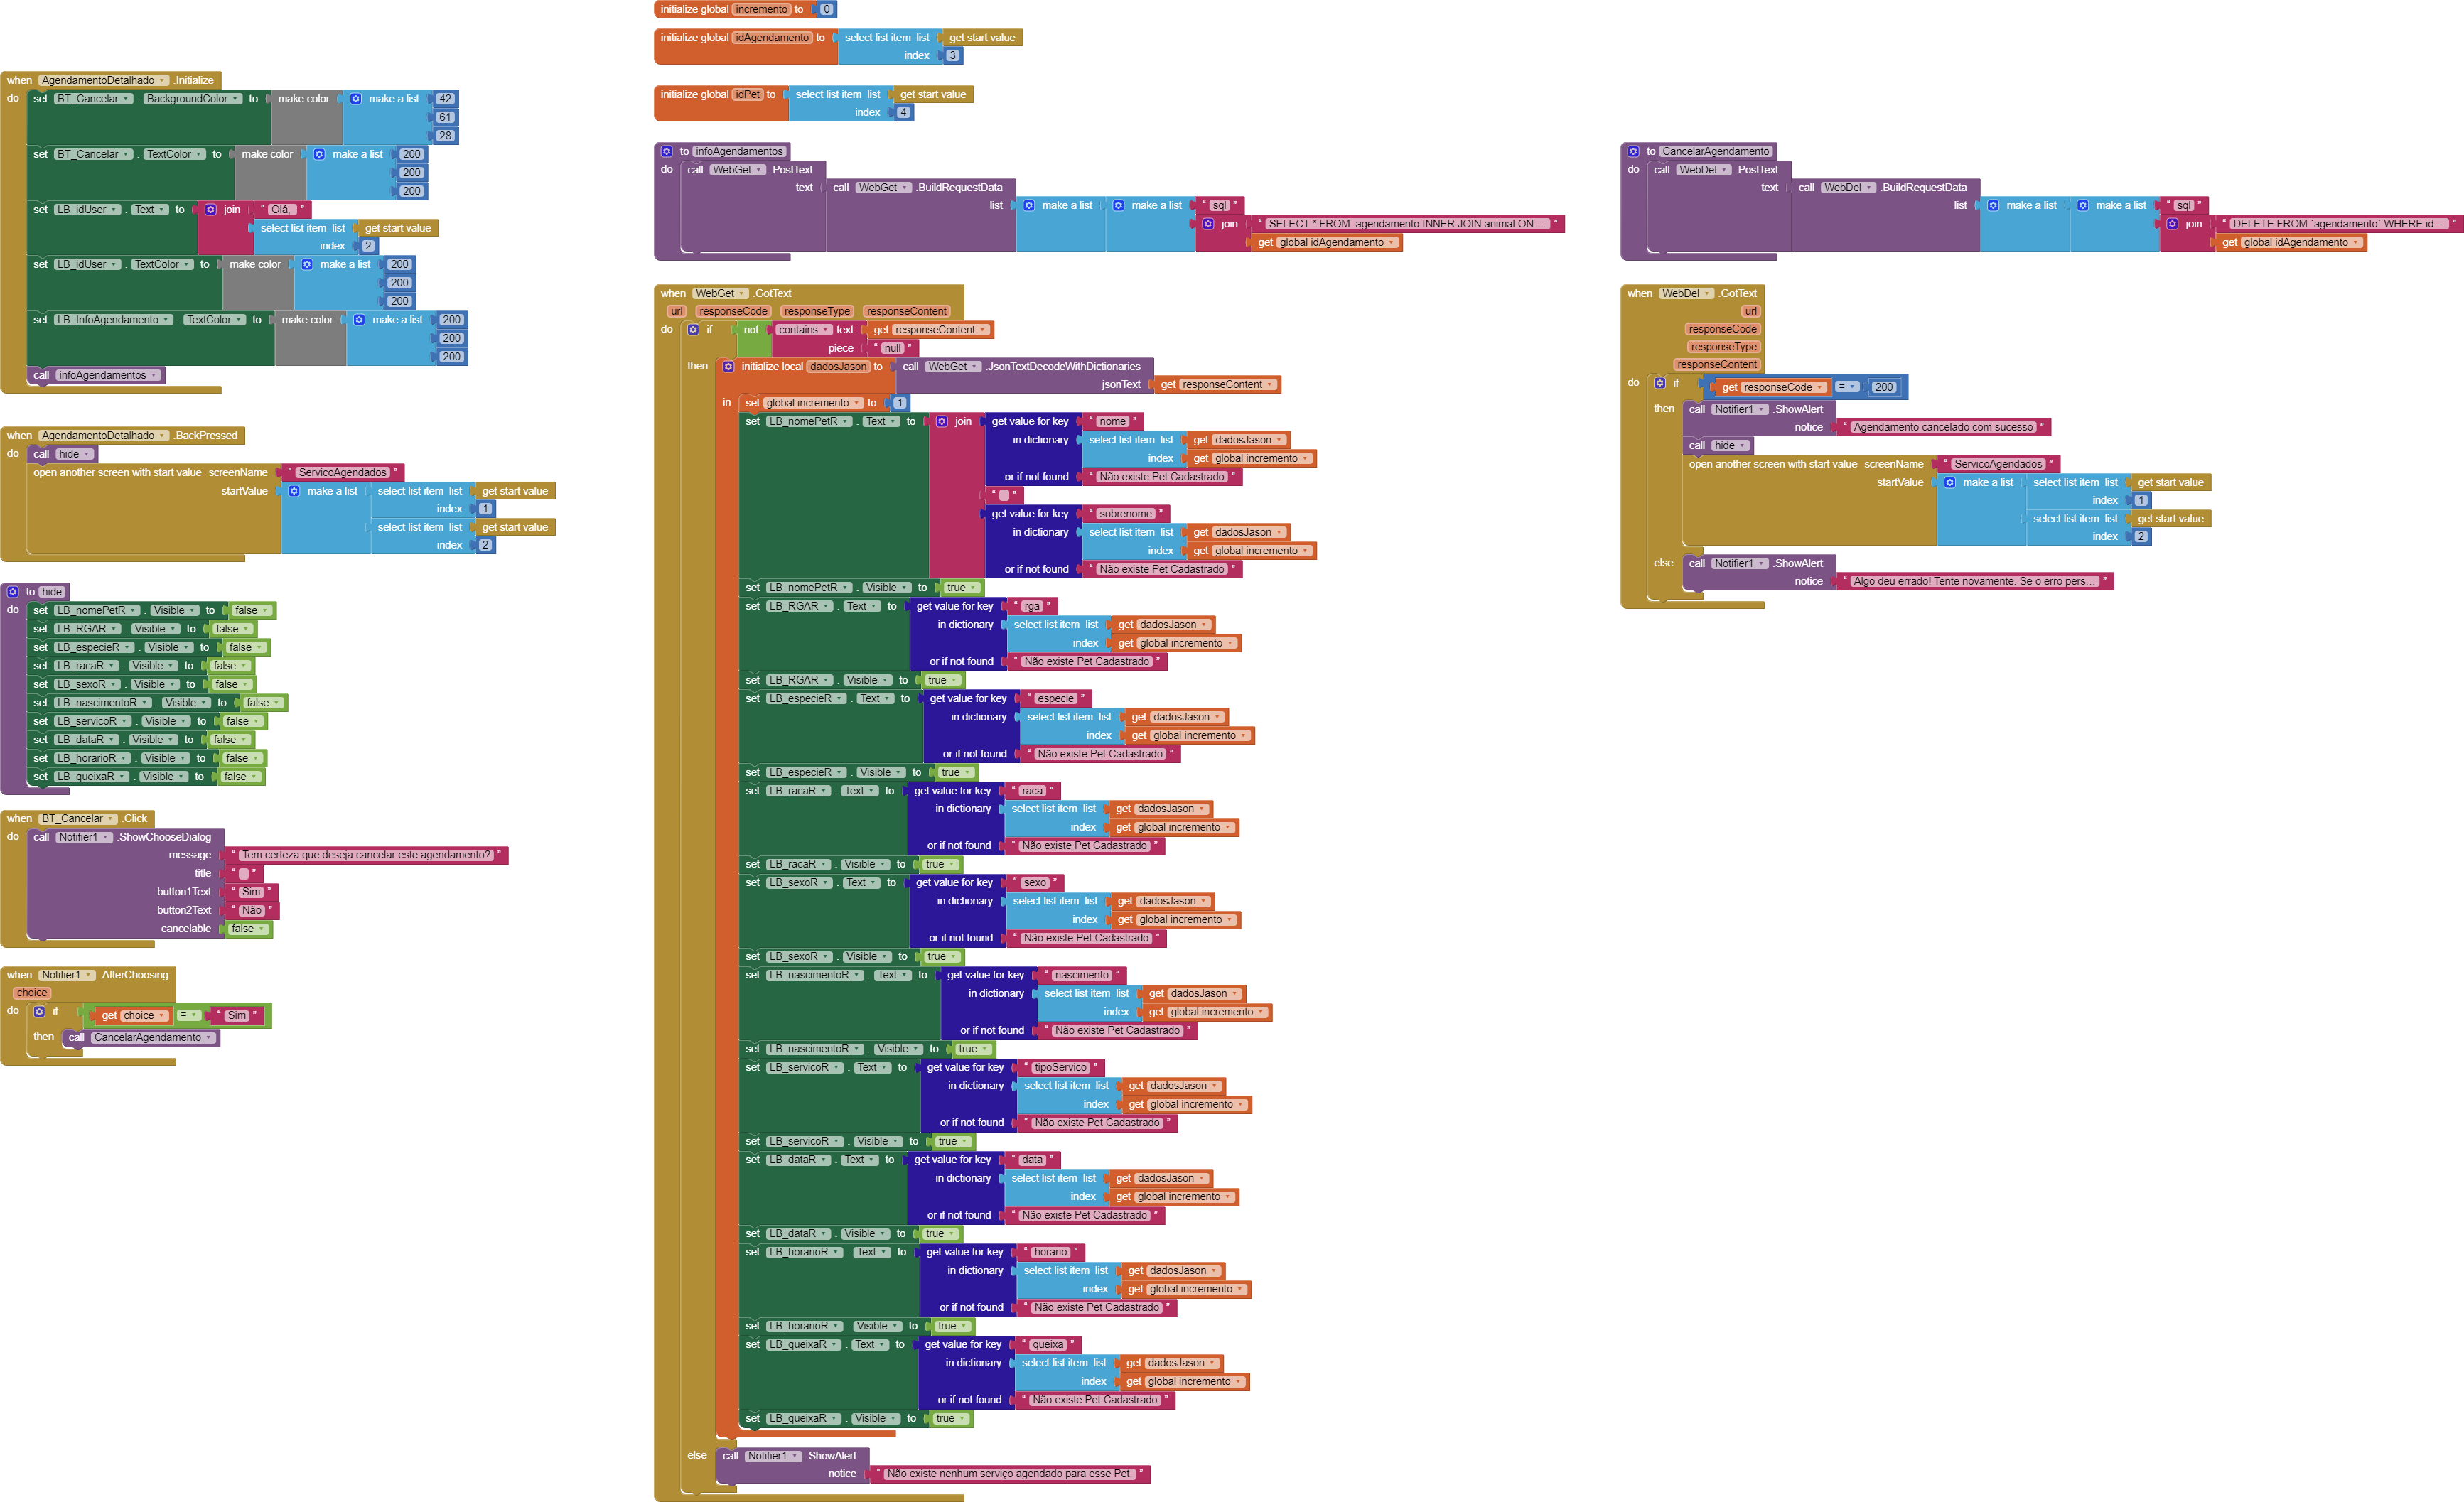 initialize global incremento to 0
initialize global idAgendamento to select list item list get start value
index 3
initialize global idPet to select list item list get start value
index 4
when AgendamentoDetalhado .Initialize
do set BT_Cancelar . BackgroundColor to make color make a list 42
61
28
set BT_Cancelar . TextColor to make color make a list 200
200
200
set LB_idUser . Text to join " Olá, "
select list item list get start value
index 2
set LB_idUser . TextColor to make color make a list 200
200
200
set LB_InfoAgendamento . TextColor to make color make a list 200
200
200
call infoAgendamentos
when AgendamentoDetalhado .BackPressed
do call hide
open another screen with start value screenName " ServicoAgendados "
startValue make a list select list item list get start value
index 1
select list item list get start value
index 2
to hide
do set LB_nomePetR . Visible to false
set LB_RGAR . Visible to false
set LB_especieR . Visible to false
set LB_racaR . Visible to false
set LB_sexoR . Visible to false
set LB_nascimentoR . Visible to false
set LB_servicoR . Visible to false
set LB_dataR . Visible to false
set LB_horarioR . Visible to false
set LB_queixaR . Visible to false
when BT_Cancelar .Click
do call Notifier1 .ShowChooseDialog
message " Tem certeza que deseja cancelar este agendamento? "
title " "
button1Text " Sim "
button2Text " Não "
cancelable false
when Notifier1 .AfterChoosing
choice
do if get choice = " Sim "
then call CancelarAgendamento
to infoAgendamentos
do call WebGet .PostText
text call WebGet .BuildRequestData
list make a list make a list " sql "
join " SELECT * FROM agendamento INNER JOIN animal ON ... "
get global idAgendamento
when WebGet .GotText
url responseCode responseType responseContent
do if not contains text get responseContent
piece " null "
then initialize local dadosJason to call WebGet .JsonTextDecodeWithDictionaries
jsonText get responseContent
in set global incremento to 1
set LB_nomePetR . Text to join get value for key " nome "
in dictionary select list item list get dadosJason
index get global incremento
or if not found " Não existe Pet Cadastrado "
" "
get value for key " sobrenome "
in dictionary select list item list get dadosJason
index get global incremento
or if not found " Não existe Pet Cadastrado "
set LB_nomePetR . Visible to true
set LB_RGAR . Text to get value for key " rga "
in dictionary select list item list get dadosJason
index get global incremento
or if not found " Não existe Pet Cadastrado "
set LB_RGAR . Visible to true
set LB_especieR . Text to get value for key " especie "
in dictionary select list item list get dadosJason
index get global incremento
or if not found " Não existe Pet Cadastrado "
set LB_especieR . Visible to true
set LB_racaR . Text to get value for key " raca "
in dictionary select list item list get dadosJason
index get global incremento
or if not found " Não existe Pet Cadastrado "
set LB_racaR . Visible to true
set LB_sexoR . Text to get value for key " sexo "
in dictionary select list item list get dadosJason
index get global incremento
or if not found " Não existe Pet Cadastrado "
set LB_sexoR . Visible to true
set LB_nascimentoR . Text to get value for key " nascimento "
in dictionary select list item list get dadosJason
index get global incremento
or if not found " Não existe Pet Cadastrado "
set LB_nascimentoR . Visible to true
set LB_servicoR . Text to get value for key " tipoServico "
in dictionary select list item list get dadosJason
index get global incremento
or if not found " Não existe Pet Cadastrado "
set LB_servicoR . Visible to true
set LB_dataR . Text to get value for key " data "
in dictionary select list item list get dadosJason
index get global incremento
or if not found " Não existe Pet Cadastrado "
set LB_dataR . Visible to true
set LB_horarioR . Text to get value for key " horario "
in dictionary select list item list get dadosJason
index get global incremento
or if not found " Não existe Pet Cadastrado "
set LB_horarioR . Visible to true
set LB_queixaR . Text to get value for key " queixa "
in dictionary select list item list get dadosJason
index get global incremento
or if not found " Não existe Pet Cadastrado "
set LB_queixaR . Visible to true
else call Notifier1 .ShowAlert
notice " Não existe nenhum serviço agendado para esse Pet. "
to CancelarAgendamento
do call WebDel .PostText
text call WebDel .BuildRequestData
list make a list make a list " sql "
join " DELETE FROM `agendamento` WHERE id = "
get global idAgendamento
when WebDel .GotText
url
responseCode
responseType
responseContent
do if get responseCode = 200
then call Notifier1 .ShowAlert
notice " Agendamento cancelado com sucesso "
call hide
open another screen with start value screenName " ServicoAgendados "
startValue make a list select list item list get start value
index 1
select list item list get start value
index 2
else call Notifier1 .ShowAlert
notice " Algo deu errado! Tente novamente. Se o erro pers... "